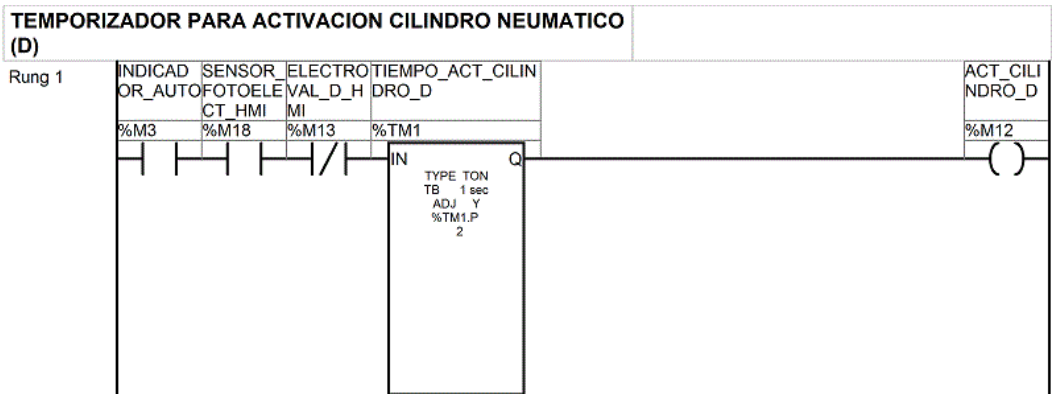 TEMPORIZADOR PARA ACTIVACION CILINDRO NEUMATICO
(D)
Rung 1
INDICAD
OR_AUTO
SENSOR_
FOTOELE
CT_HMI
ELECTRO
VAL_D_H
MI
TIEMPO_ACT_CILIN
DRO_D
ACT_CILI
NDRO_D
%M3
%M18
%M13
%TM1
%M12
IN
Q
TYPE TON
TB 1 sec
ADJ Y
%TM1.P
2